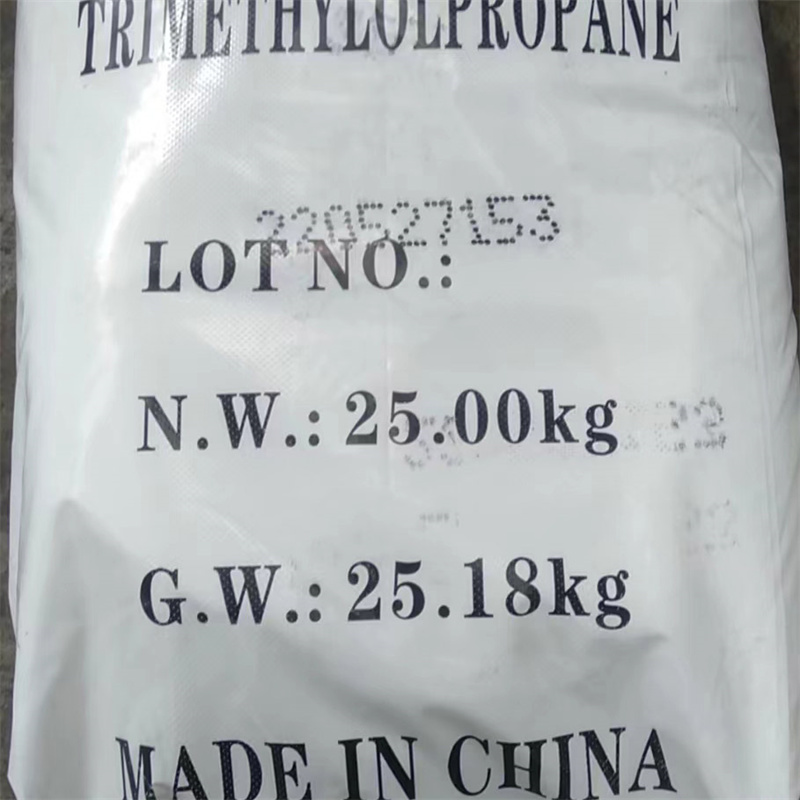 TRIMETHYLOLPROPANE
220527153
LOT NO.:
N.W.: 25.00kg
G.W.: 25.18kg
MADE IN CHINA